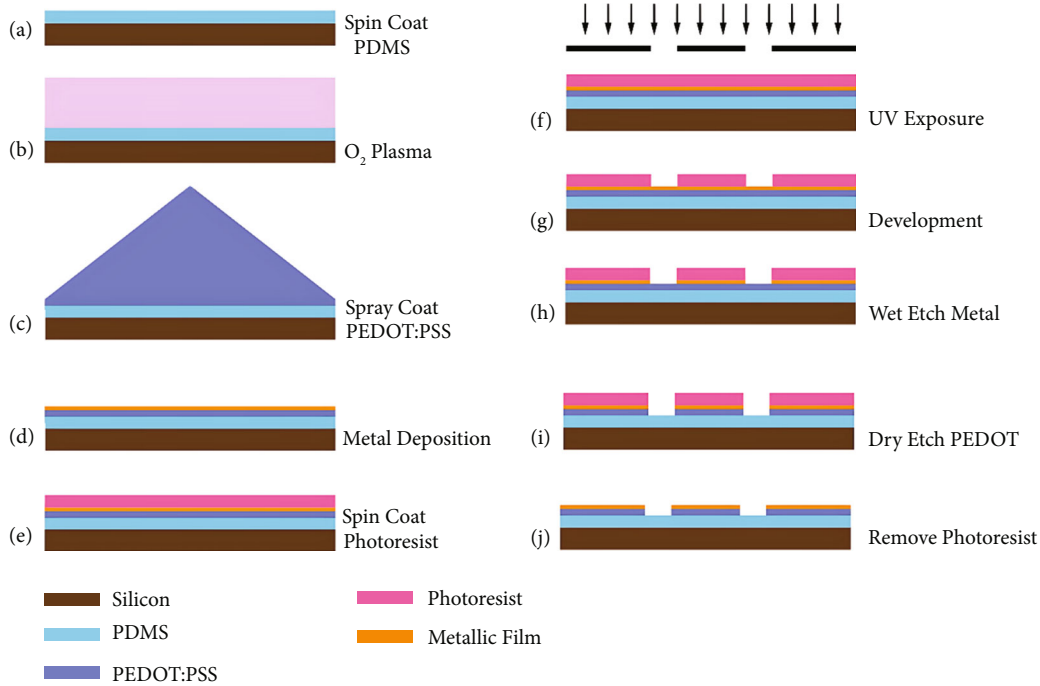 (a)
Spin Coat
PDMS
(b)
O₂ Plasma
(c)
Spray Coat
PEDOT:PSS
(d)
Metal Deposition
(e)
Spin Coat
Photoresist
(f)
UV Exposure
(g)
Development
(h)
Wet Etch Metal
(i)
Dry Etch PEDOT
(j)
Remove Photoresist
Silicon
PDMS
PEDOT:PSS
Photoresist
Metallic Film